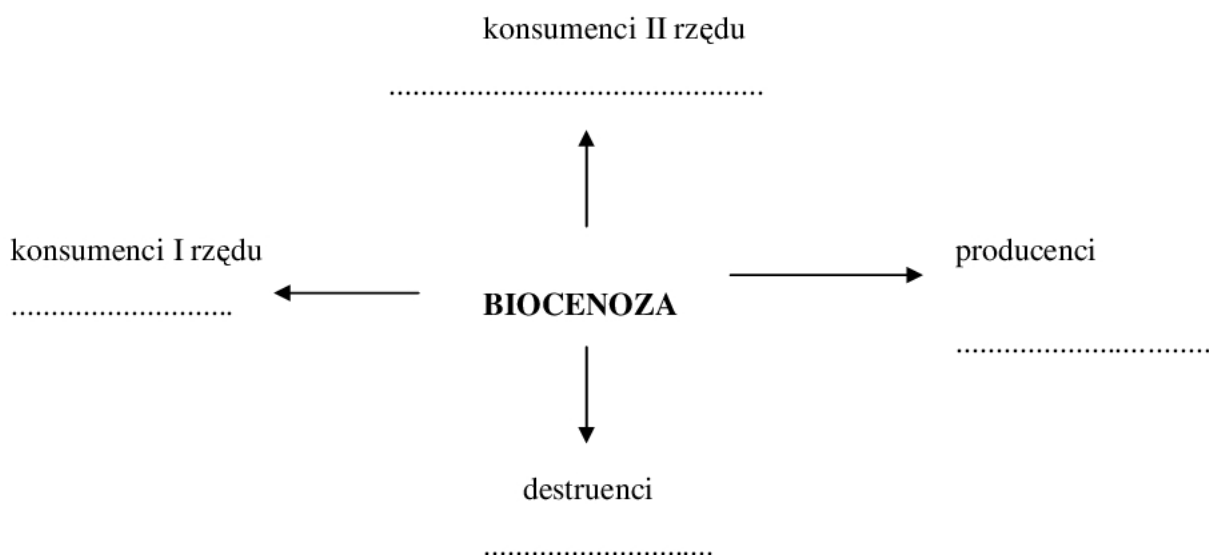 konsumenci II rzędu
...............................................
konsumenci I rzędu
............................
producenci
BIOCENOZA
................................
destruenci
.............................